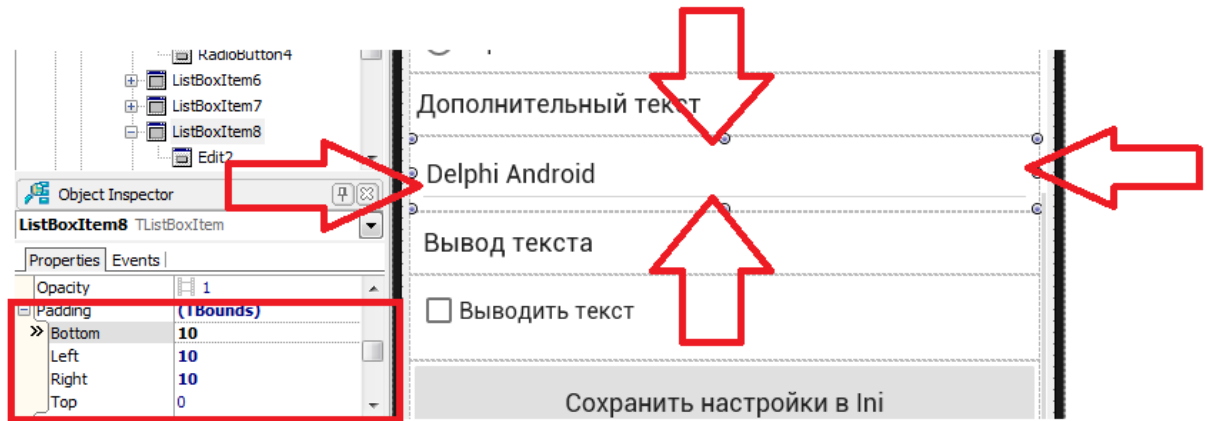 RadioButton4
ListBoxItem6
ListBoxItem7
ListBoxItem8
Edit2
Object Inspector
ListBoxItem8 TListBoxItem
Properties Events
Opacity 1
Padding (TBounds)
Bottom 10
Left 10
Right 10
Top 0
Дополнительный текст
Delphi Android
Вывод текста
Выводить текст
Сохранить настройки в Ini